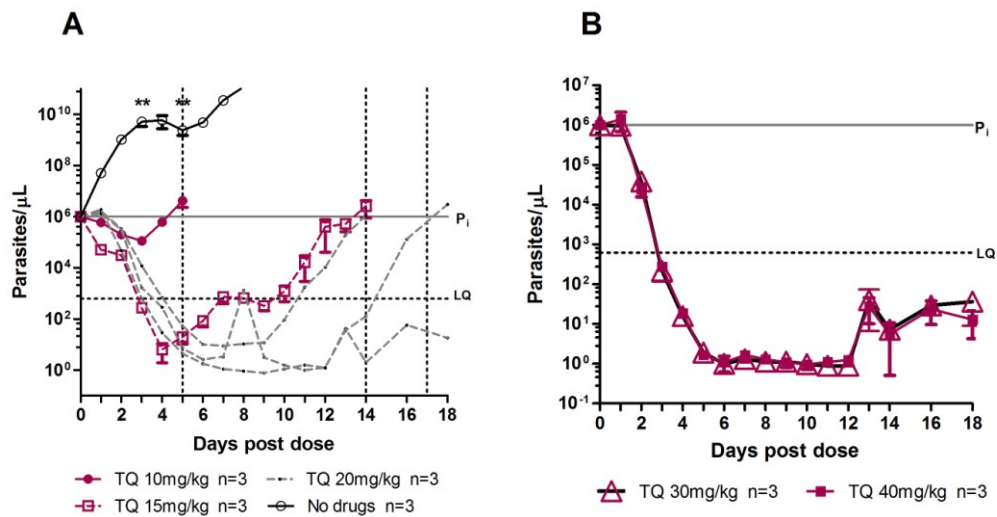 A
B
Parasites/µL
10¹⁰
10⁸
10⁶
10⁴
10²
10⁰
** **
Pi
LQ
0 2 4 6 8 10 12 14 16 18
Days post dose
TQ 10mg/kg n=3
TQ 20mg/kg n=3
TQ 15mg/kg n=3
No drugs n=3
Parasites/µL
10⁷
10⁶
10⁵
10⁴
10³
10²
10¹
10⁰
10⁻¹
Pi
LQ
0 2 4 6 8 10 12 14 16 18
Days post dose
TQ 30mg/kg n=3
TQ 40mg/kg n=3